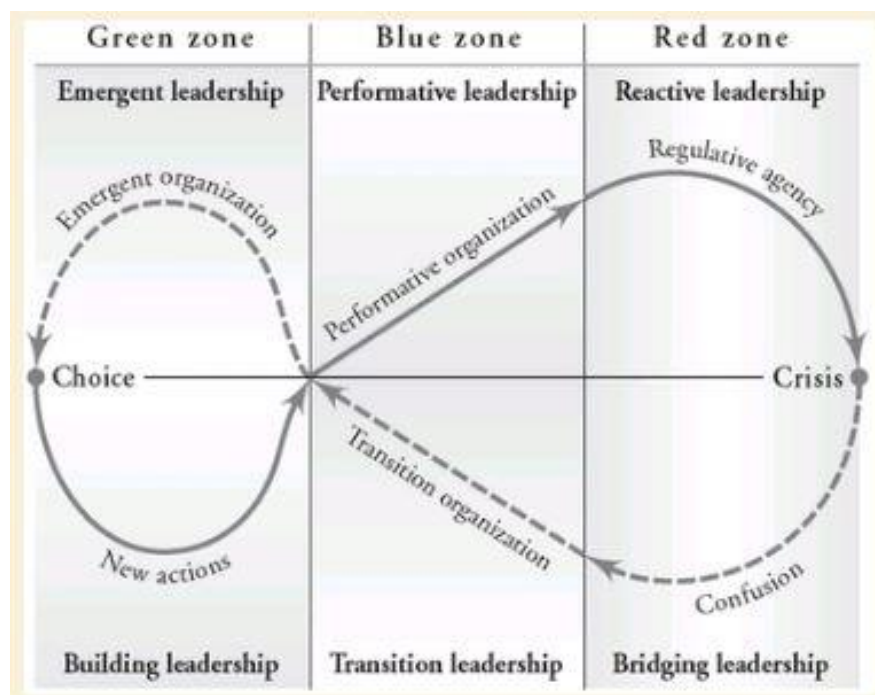 Green zone
Blue zone
Red zone
Emergent leadership
Performative leadership
Reactive leadership
Emergent organization
Performative organization
Regulative agency
Choice
Crisis
New actions
Transition organization
Confusion
Building leadership
Transition leadership
Bridging leadership